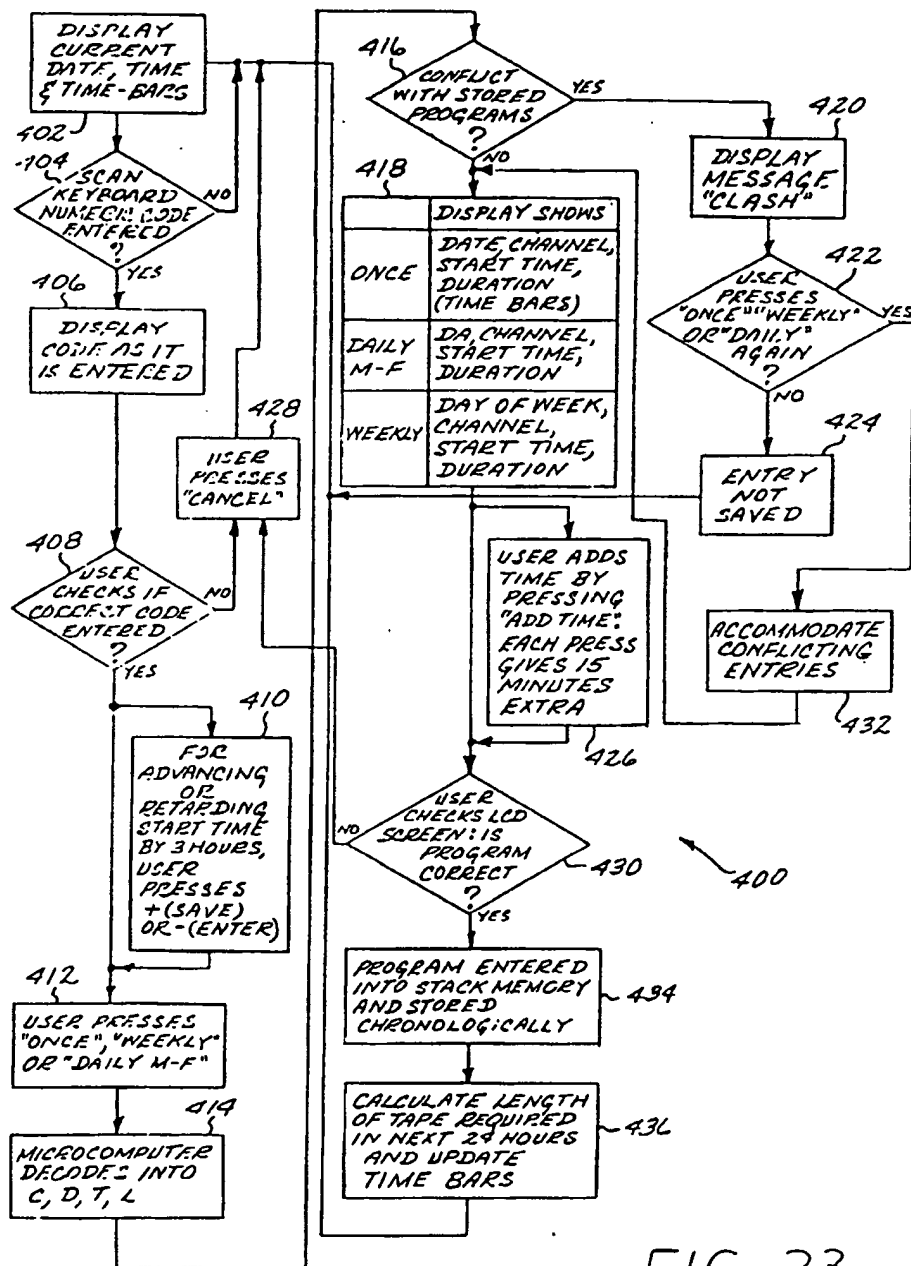 DISPLAY
CURRENT
DATE, TIME
& TIME-BARS
402
404
SCAN
KEYBOARD
NUMERIC CODE
ENTERED
?
NO
YES
406
DISPLAY
CODE AS IT
IS ENTERED
428
USER
PRESSES
"CANCEL"
408
USER
CHECKS IF
CORRECT CODE
ENTERED
?
NO
YES
410
FOR
ADVANCING
OR
RETARDING
START TIME
BY 3 HOURS,
USER
PRESSES
+(SAVE)
OR-(ENTER)
412
USER PRESSES
"ONCE", "WEEKLY"
OR "DAILY M-F"
414
MICROCOMPUTER
DECODES INTO
C, D, T, L
416
CONFLICT
WITH STORED
PROGRAMS
?
YES
NO
418
DISPLAY SHOWS
ONCE
DATE, CHANNEL,
START TIME,
DURATION
(TIME BARS)
DAILY
M-F
DA, CHANNEL,
START TIME,
DURATION
WEEKLY
DAY OF WEEK,
CHANNEL,
START TIME,
DURATION
420
DISPLAY
MESSAGE
"CLASH"
422
USER
PRESSES
"ONCE" "WEEKLY"
OR "DAILY"
AGAIN
?
YES
NO
424
ENTRY
NOT
SAVED
USER ADDS
TIME BY
PRESSING
"ADD TIME".
EACH PRESS
GIVES 15
MINUTES
EXTRA
426
ACCOMMODATE
CONFLICTING
ENTRIES
432
USER
CHECKS LCD
SCREEN: IS
PROGRAM
CORRECT
?
NO
YES
430
400
PROGRAM ENTERED
INTO STACK MEMORY
AND STORED
CHRONOLOGICALLY
434
CALCULATE LENGTH
OF TAPE REQUIRED
IN NEXT 24 HOURS
AND UPDATE
TIME BARS
436
FIG. 23